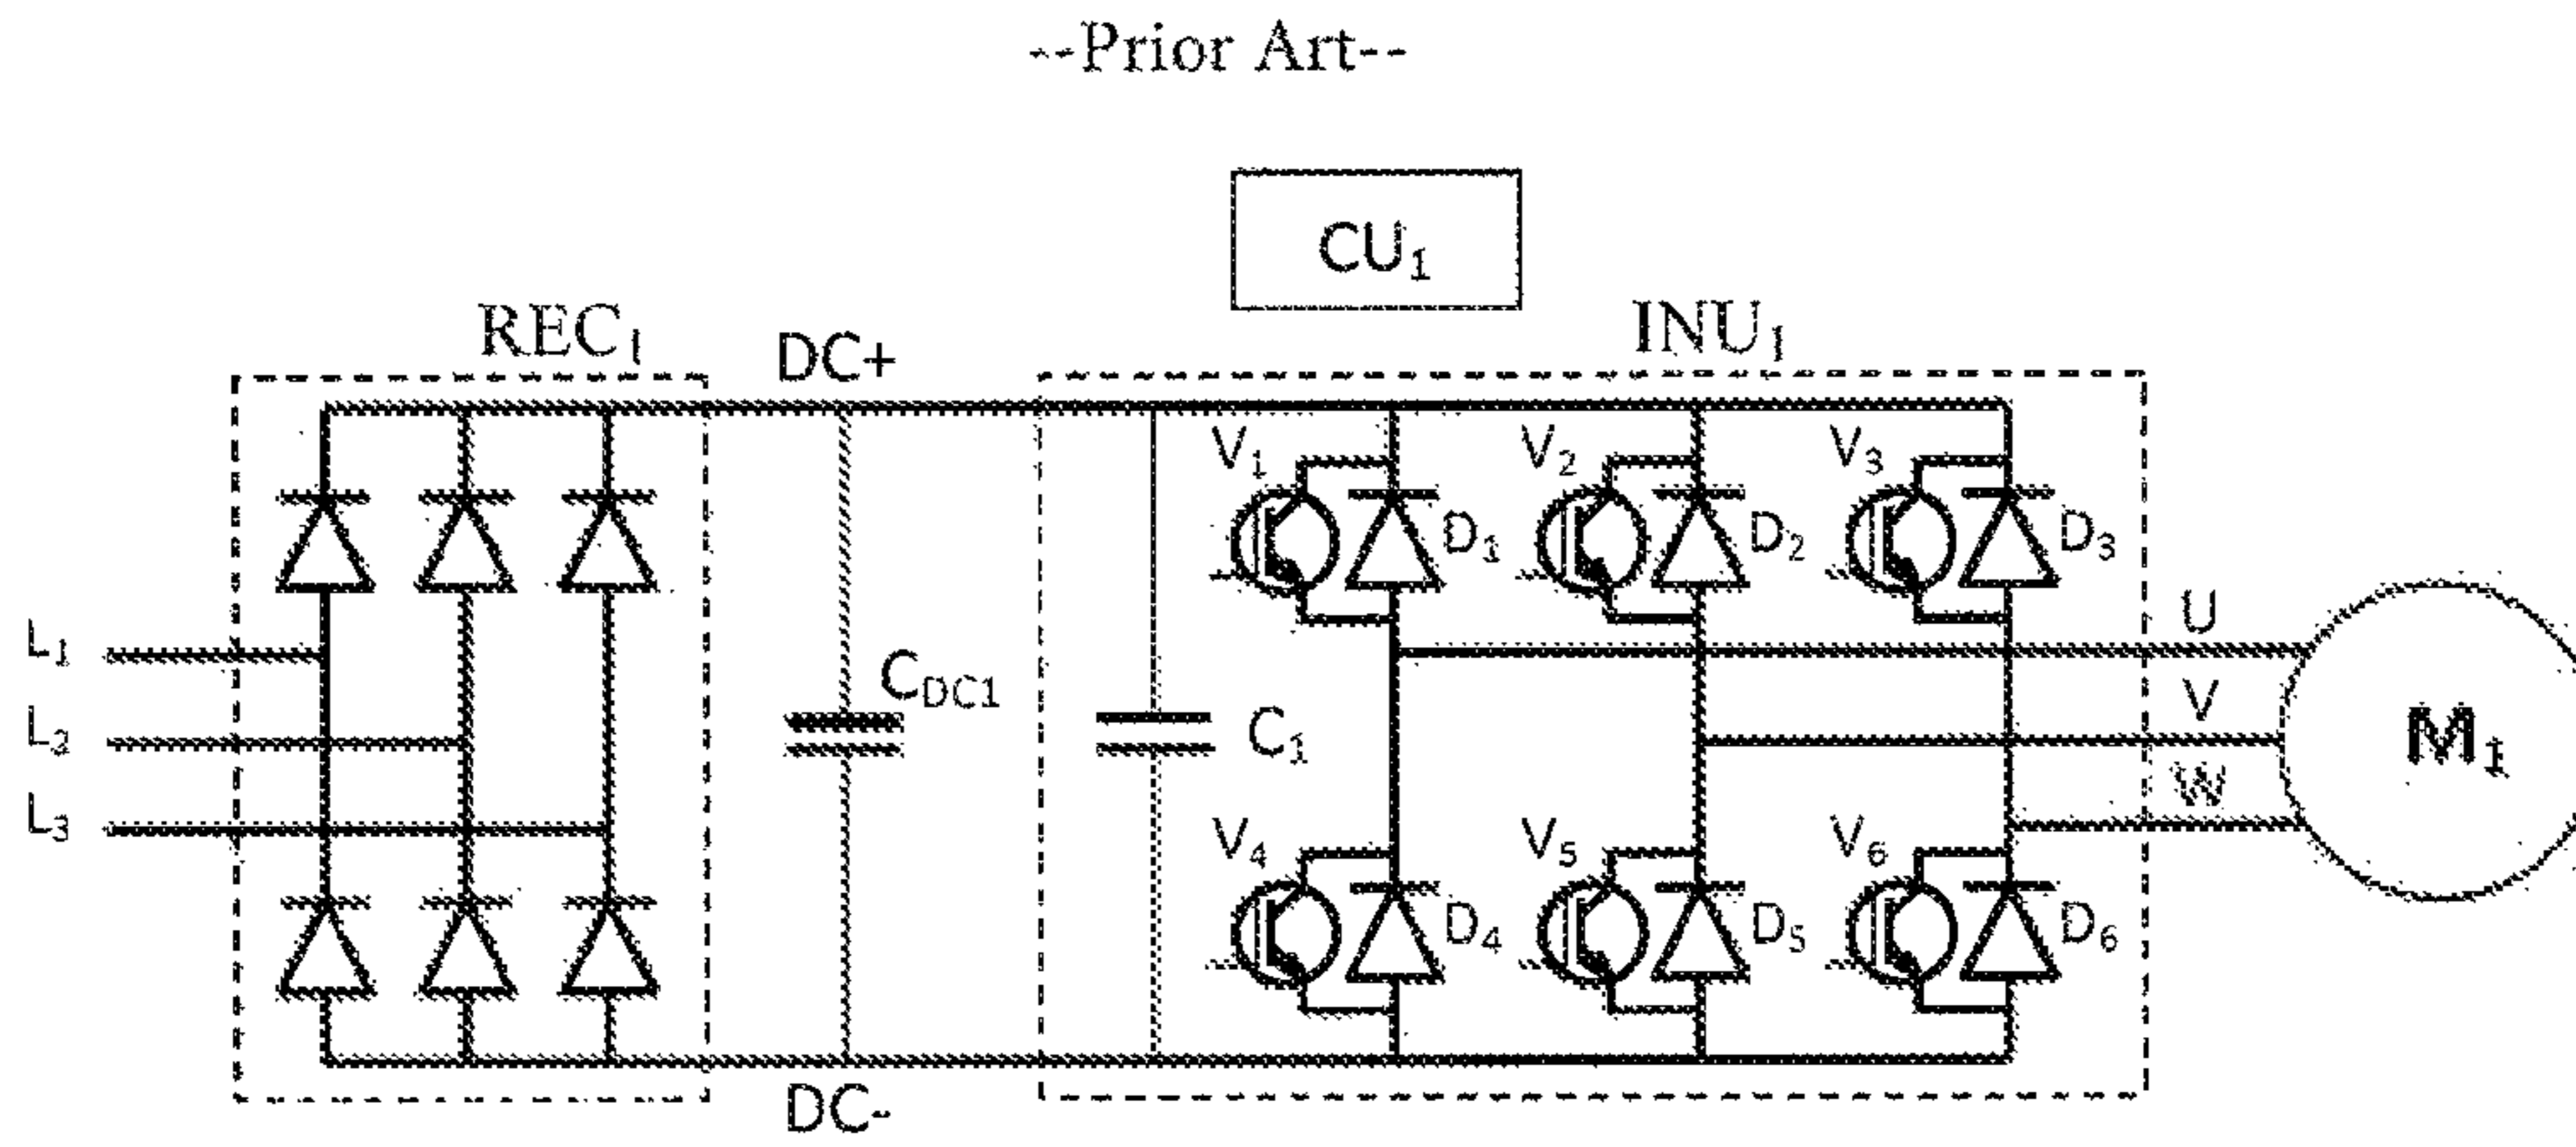 --Prior Art--
CU₁
REC₁
DC+
INU₁
V₁
V₂
V₃
D₁
D₂
D₃
L₁
L₂
L₃
C_DC1
C₁
U
V
W
M₁
V₄
V₅
V₆
D₄
D₅
D₆
DC-